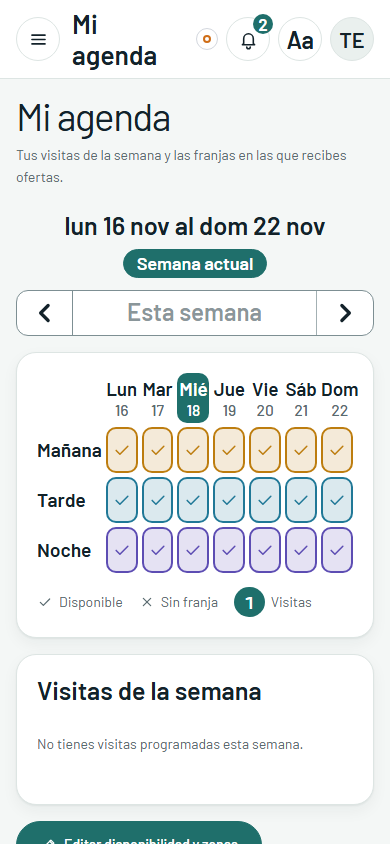 Mi
agenda
2
Aa
TE
Mi agenda
Tus visitas de la semana y las franjas en las que recibes
ofertas.
lun 16 nov al dom 22 nov
Semana actual
Esta semana
Lun Mar Mié Jue Vie Sáb Dom
16 17 18 19 20 21 22
Mañana
Tarde
Noche
Disponible Sin franja 1 Visitas
Visitas de la semana
No tienes visitas programadas esta semana.
Editar disponibilidad y zonas